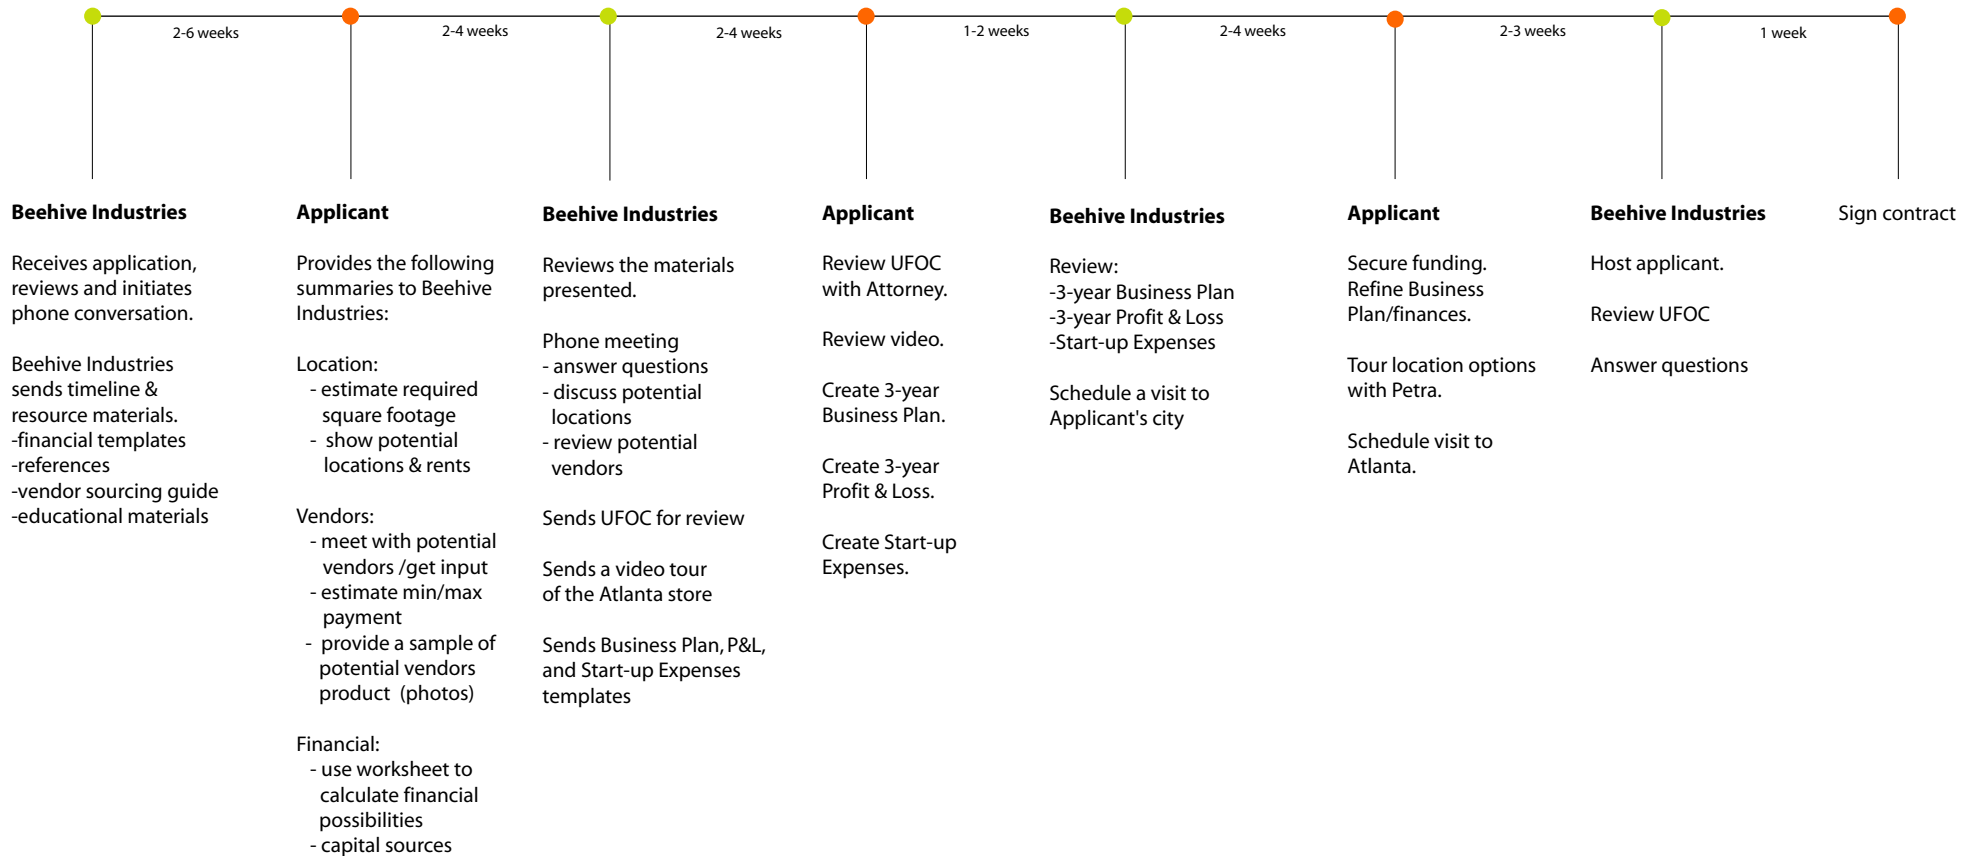 2-6 weeks
2-4 weeks
2-4 weeks
1-2 weeks
2-4 weeks
2-3 weeks
1 week
Beehive Industries
Receives application,
reviews and initiates
phone conversation.
Beehive Industries
sends timeline &
resource materials.
-financial templates
-references
-vendor sourcing guide
-educational materials
Applicant
Provides the following
summaries to Beehive
Industries:
Location:
- estimate required
square footage
- show potential
locations & rents
Vendors:
- meet with potential
vendors /get input
- estimate min/max
payment
- provide a sample of
potential vendors
product (photos)
Financial:
- use worksheet to
calculate financial
possibilities
- capital sources
Beehive Industries
Reviews the materials
presented.
Phone meeting
- answer questions
- discuss potential
locations
- review potential
vendors
Sends UFOC for review
Sends a video tour
of the Atlanta store
Sends Business Plan, P&L,
and Start-up Expenses
templates
Applicant
Review UFOC
with Attorney.
Review video.
Create 3-year
Business Plan.
Create 3-year
Profit & Loss.
Create Start-up
Expenses.
Beehive Industries
Review:
-3-year Business Plan
-3-year Profit & Loss
-Start-up Expenses
Schedule a visit to
Applicant's city
Applicant
Secure funding.
Refine Business
Plan/finances.
Tour location options
with Petra.
Schedule visit to
Atlanta.
Beehive Industries
Host applicant.
Review UFOC
Answer questions
Sign contract